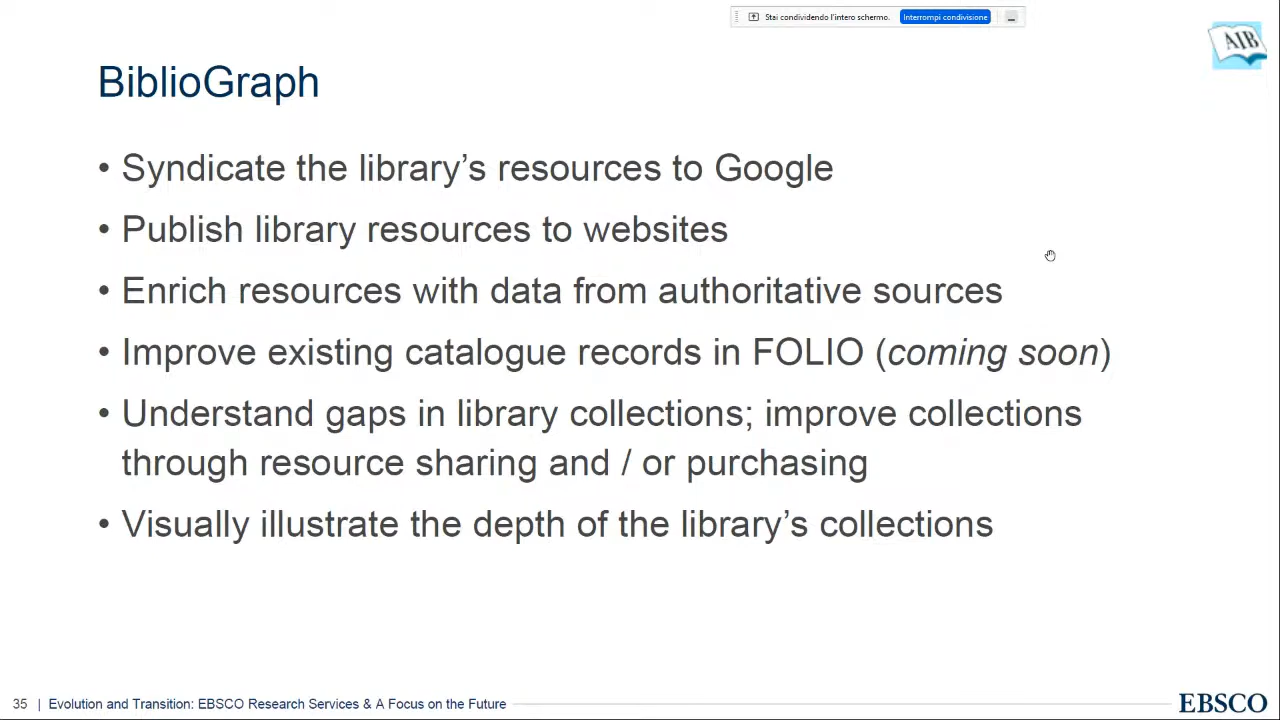 Stai condividendo l'intero schermo. Interrompi condivisione
AIB
BiblioGraph
• Syndicate the library’s resources to Google
• Publish library resources to websites
• Enrich resources with data from authoritative sources
• Improve existing catalogue records in FOLIO (coming soon)
• Understand gaps in library collections; improve collections
through resource sharing and / or purchasing
• Visually illustrate the depth of the library’s collections
35 | Evolution and Transition: EBSCO Research Services & A Focus on the Future
EBSCO